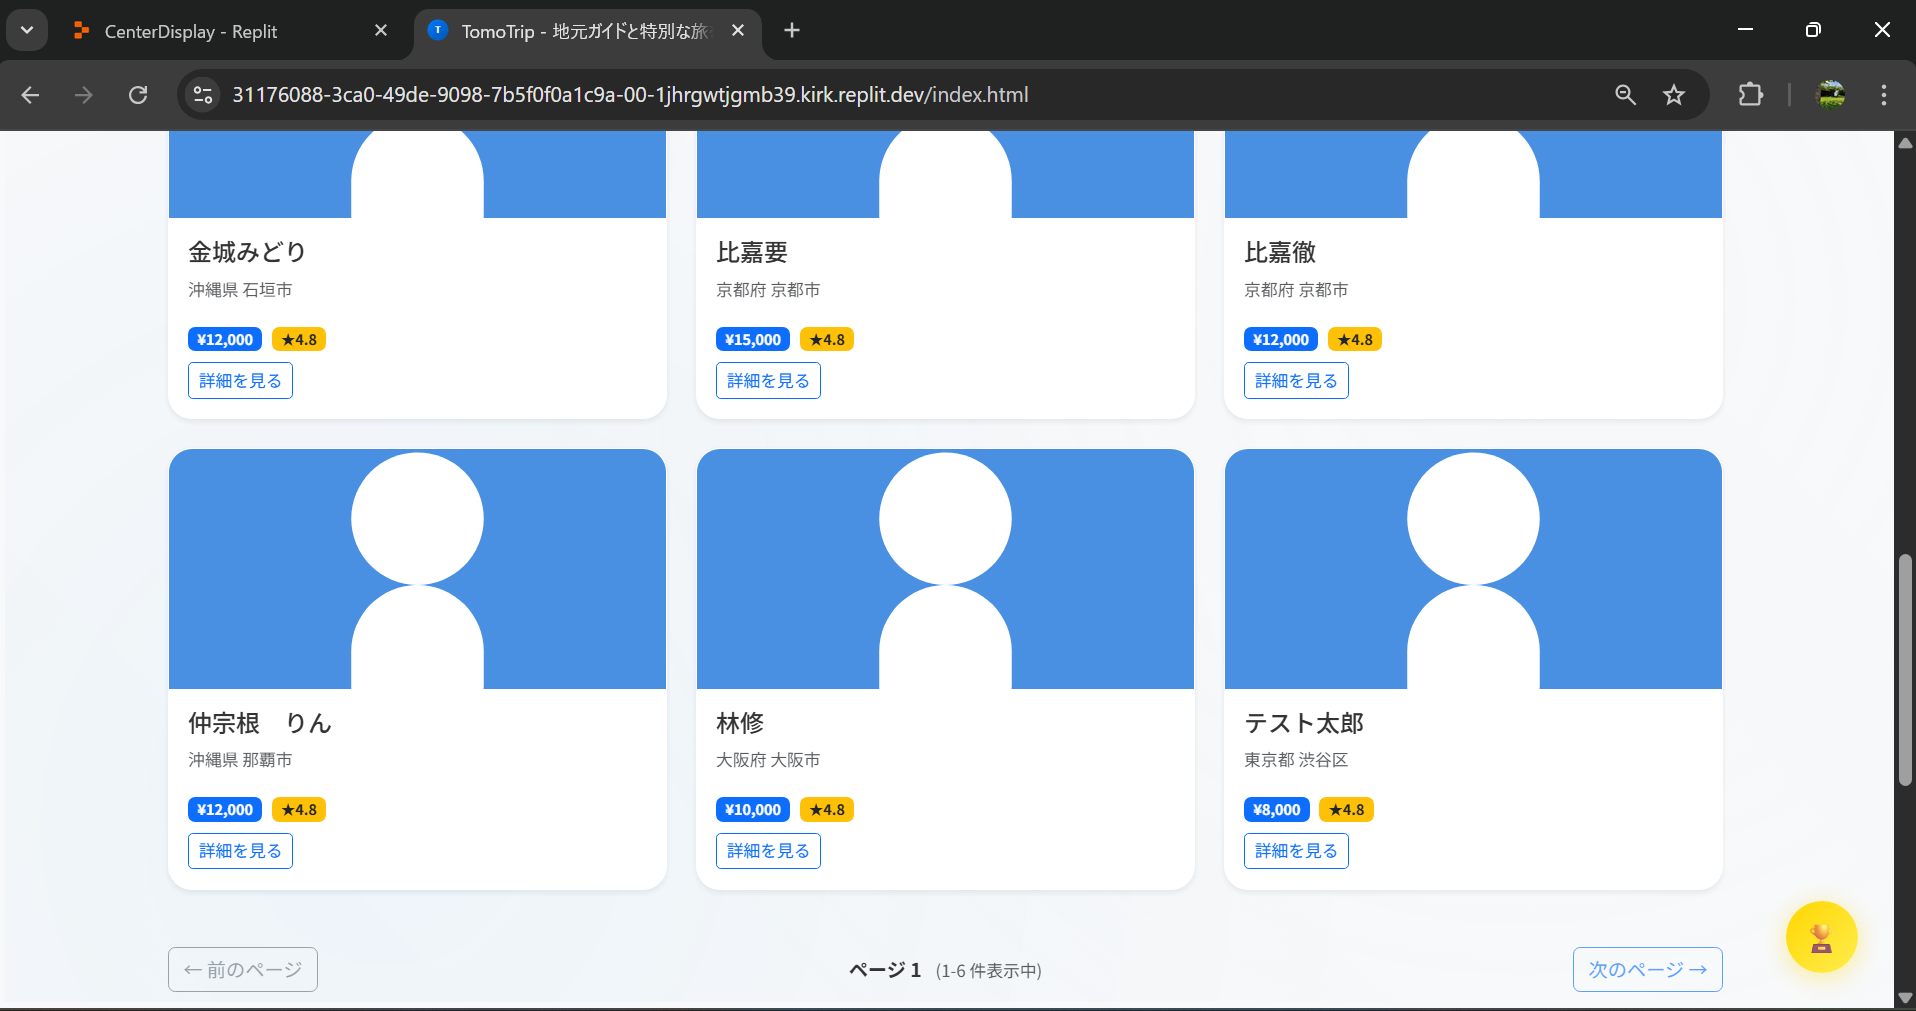 CenterDisplay - Replit
TomoTrip - 地元ガイドと特別な旅
31176088-3ca0-49de-9098-7b5f0f0a1c9a-00-1jhrgwtjgmb39.kirk.replit.dev/index.html
金城みどり
沖縄県 石垣市
¥12,000 ★4.8
詳細を見る
比嘉要
京都府 京都市
¥15,000 ★4.8
詳細を見る
比嘉徹
京都府 京都市
¥12,000 ★4.8
詳細を見る
仲宗根　りん
沖縄県 那覇市
¥12,000 ★4.8
詳細を見る
林修
大阪府 大阪市
¥10,000 ★4.8
詳細を見る
テスト太郎
東京都 渋谷区
¥8,000 ★4.8
詳細を見る
← 前のページ
ページ 1 (1-6 件表示中)
次のページ →